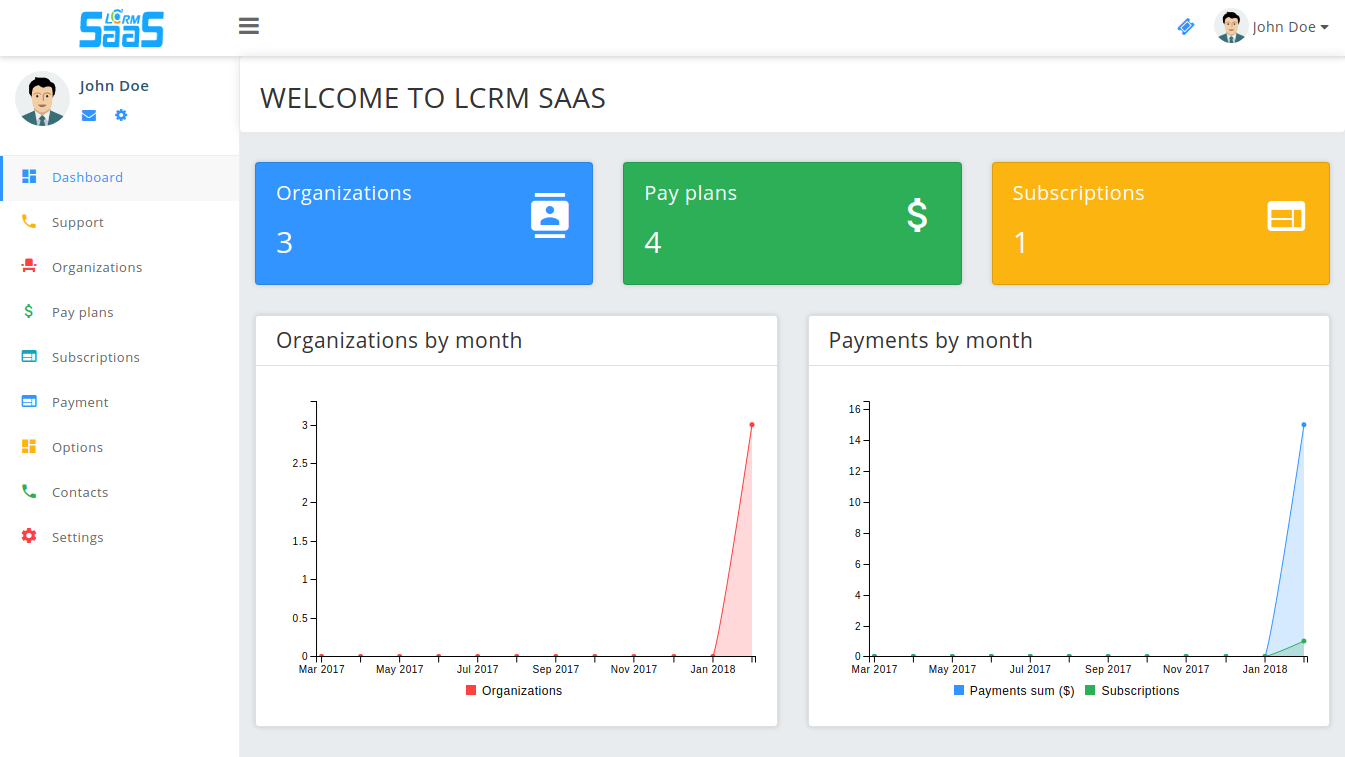 LCRM
SaaS
John Doe
John Doe
WELCOME TO LCRM SAAS
Dashboard
Support
Organizations
Pay plans
Subscriptions
Payment
Options
Contacts
Settings
Organizations
3
Pay plans
$
4
Subscriptions
1
Organizations by month
3
2.5
2
1.5
1
0.5
0
Mar 2017 May 2017 Jul 2017 Sep 2017 Nov 2017 Jan 2018
Organizations
Payments by month
16
14
12
10
8
6
4
2
0
Mar 2017 May 2017 Jul 2017 Sep 2017 Nov 2017 Jan 2018
Payments sum ($) Subscriptions